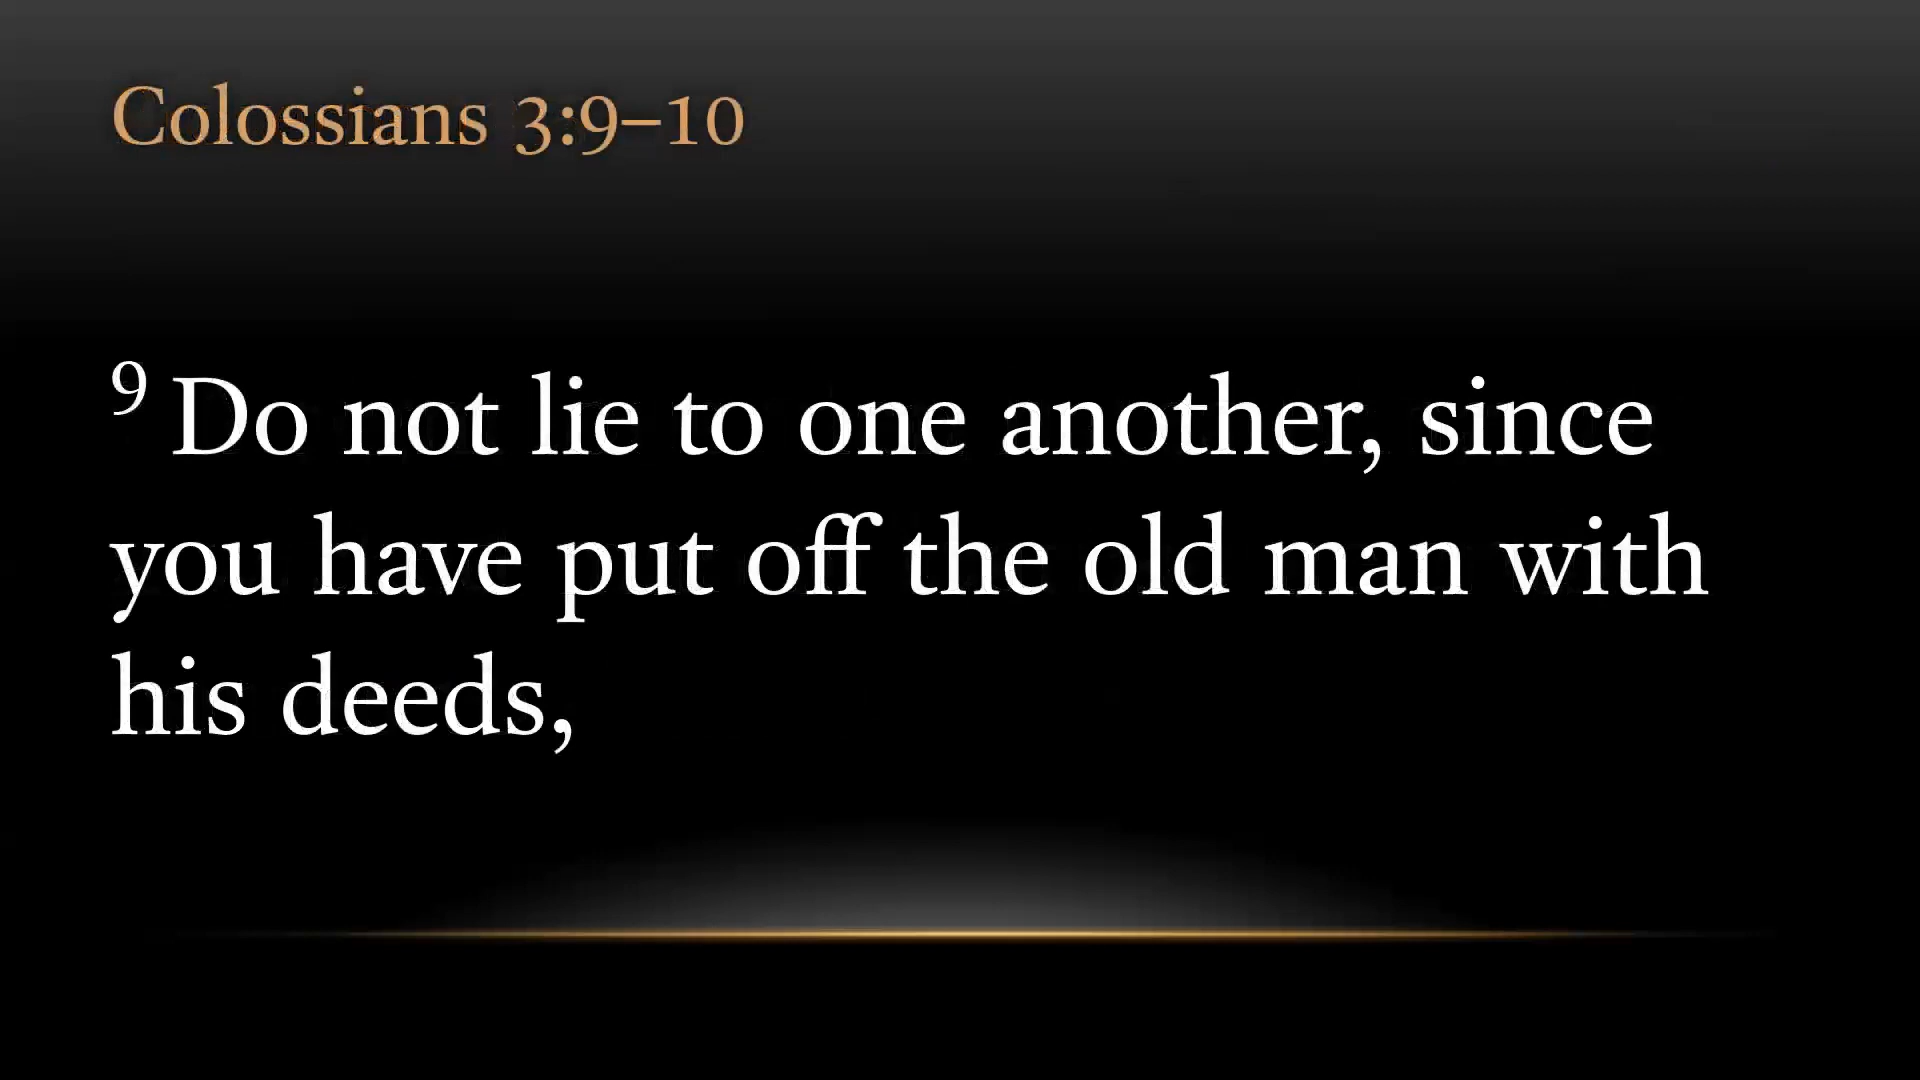 Colossians 3:9–10
9 Do not lie to one another, since
you have put off the old man with
his deeds,